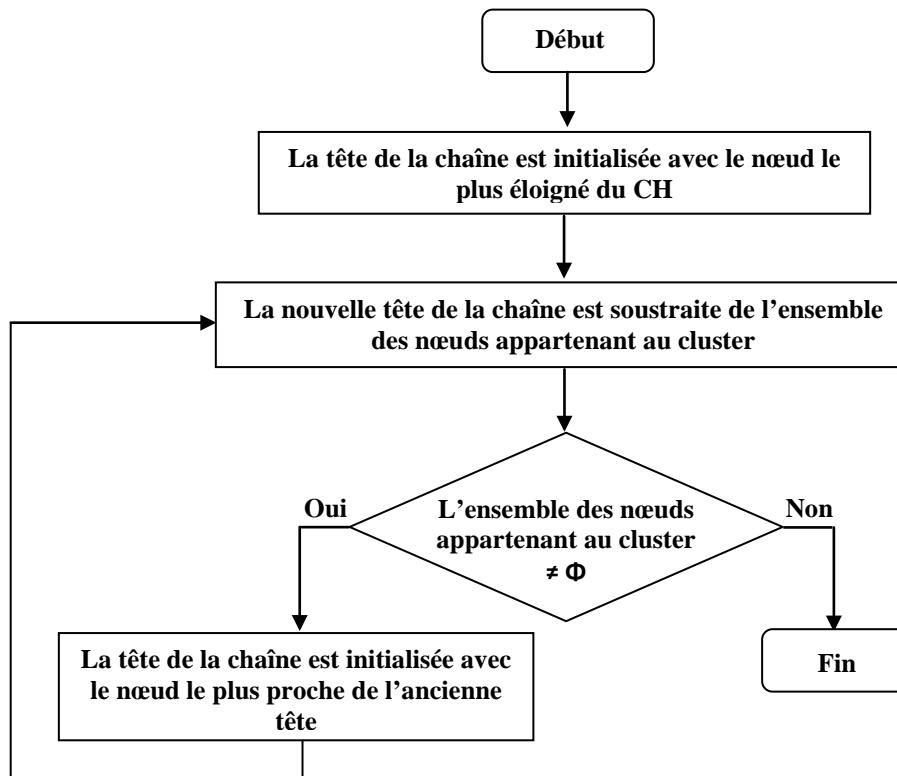 Début
La tête de la chaîne est initialisée avec le nœud le
plus éloigné du CH
La nouvelle tête de la chaîne est soustraite de l’ensemble
des nœuds appartenant au cluster
Oui
L’ensemble des nœuds
appartenant au cluster
≠ Φ
Non
La tête de la chaîne est initialisée avec
le nœud le plus proche de l’ancienne
tête
Fin